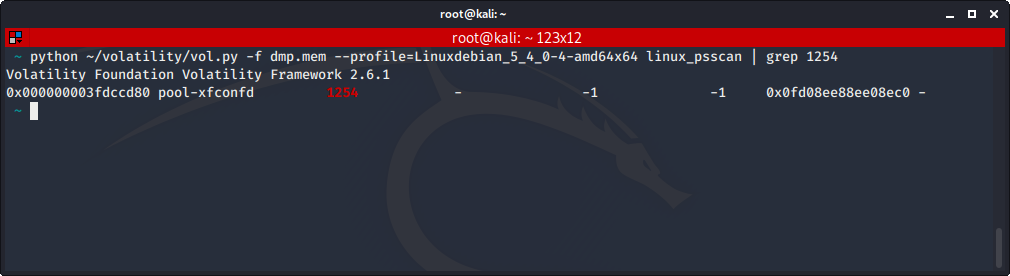 root@kali: ~
root@kali: ~ 123x12
~ python ~/volatility/vol.py -f dmp.mem --profile=Linuxdebian_5_4_0-4-amd64x64 linux_psscan | grep 1254
Volatility Foundation Volatility Framework 2.6.1
0x000000003fdccd80 pool-xfconfd 1254 - -1 -1 0x0fd08ee88ee08ec0 -
~